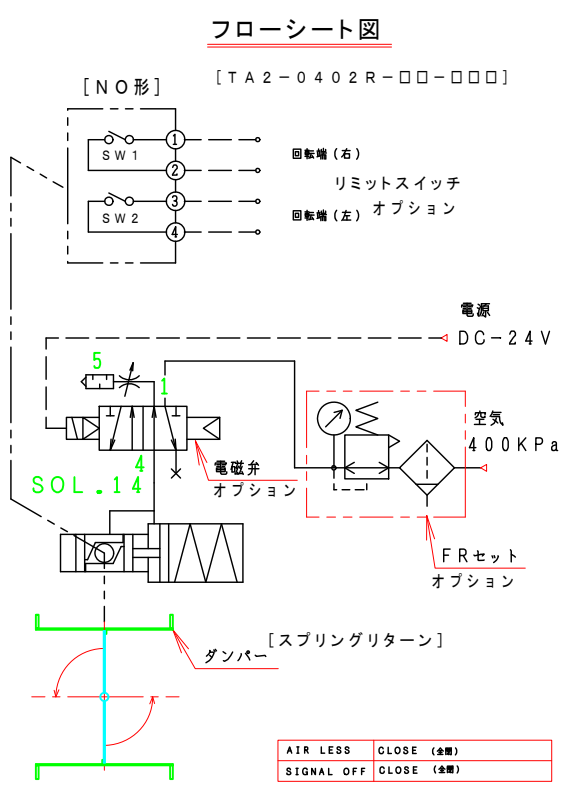 フローシート図
[TA2-0402R-□□-□□□]
[NO形]
1
SW1
2
回転端(右)
リミットスイッチ
3
オプション
SW2
回転端(左)
4
電源
DC-24V
5
1
空気
400KPa
4
電磁弁
SOL.14
オプション
FRセット
オプション
[スプリングリターン]
ダンパー
AIR LESS CLOSE (全閉)
SIGNAL OFF CLOSE (全閉)